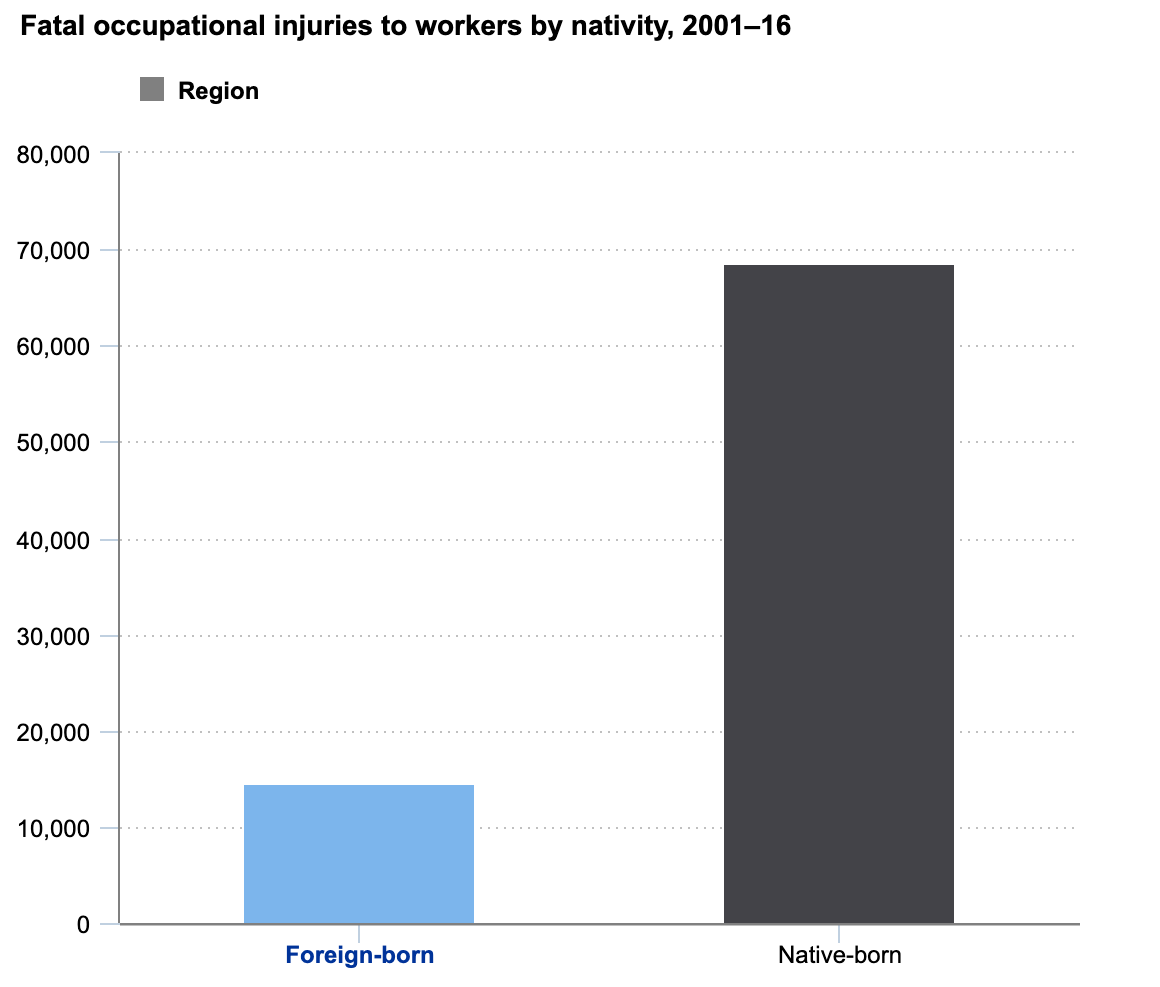 Fatal occupational injuries to workers by nativity, 2001–16
Region
80,000
70,000
60,000
50,000
40,000
30,000
20,000
10,000
0
Foreign-born
Native-born